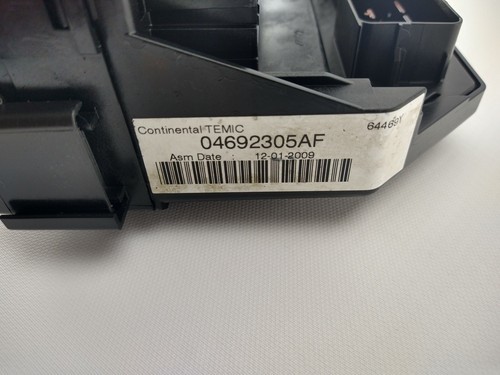 Continental TEMIC
04692305AF
Asm Date : 12-01-2009